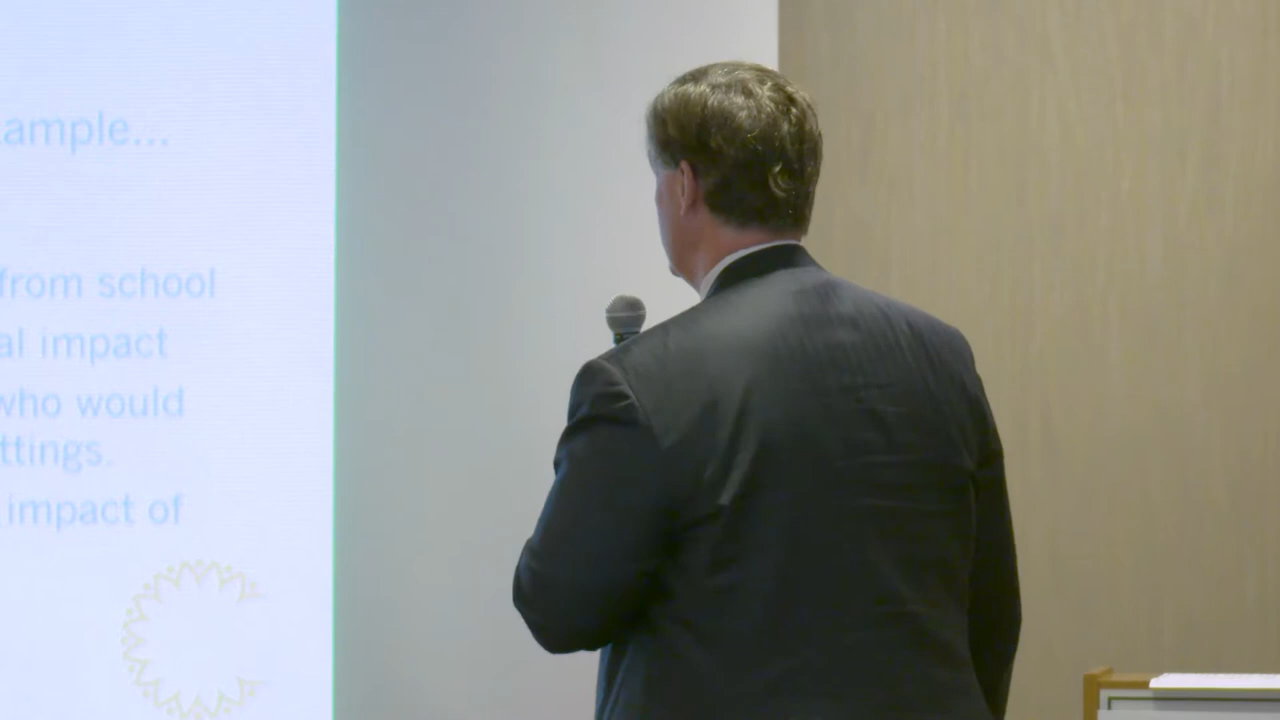 ample...
from school
al impact
who would
ttings.
impact of